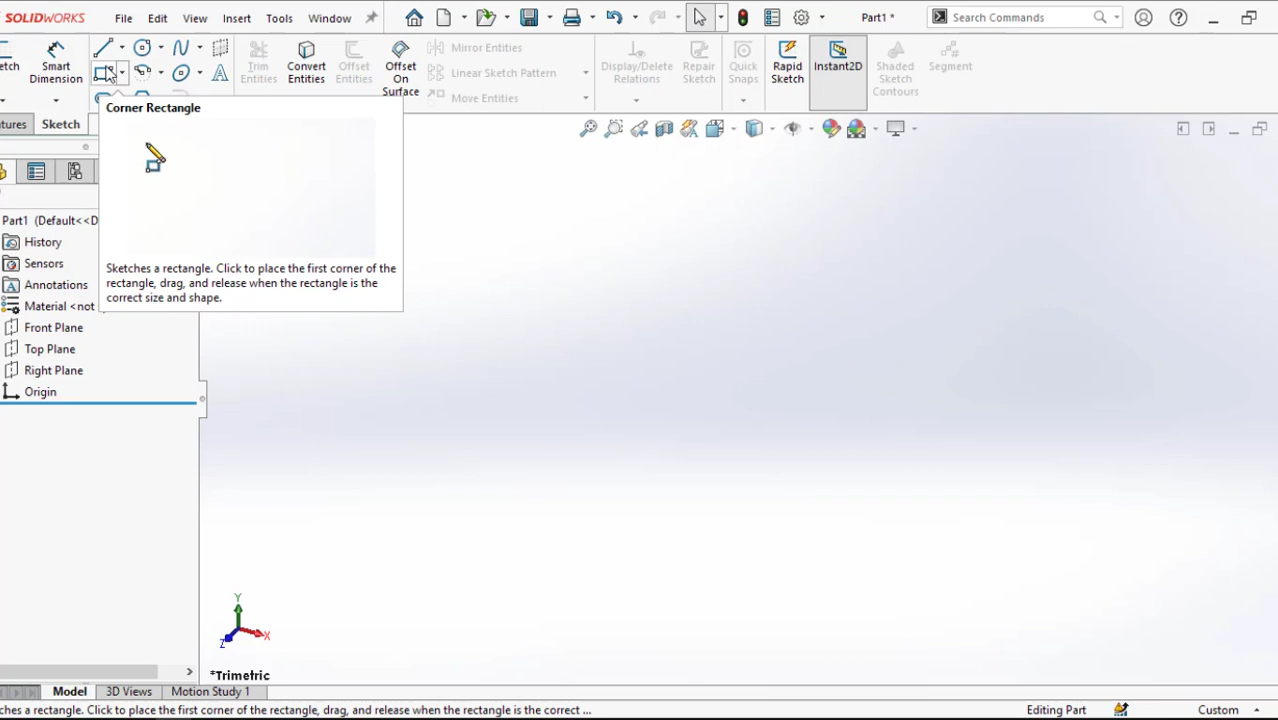 SOLIDWORKS File Edit View Insert Tools Window Part1 * Search Commands
etch Smart Dimension Trim Entities Convert Entities Offset Entities Offset On Surface Mirror Entities Linear Sketch Pattern Move Entities Display/Delete Relations Repair Sketch Quick Snaps Rapid Sketch Instant2D Shaded Sketch Contours Segment
atures Sketch
Corner Rectangle
Sketches a rectangle. Click to place the first corner of the
rectangle, drag, and release when the rectangle is the
correct size and shape.
Part1 (Default<<D
History
Sensors
Annotations
Material <not
Front Plane
Top Plane
Right Plane
Origin
Y
X
Z
*Trimetric
Model 3D Views Motion Study 1
ches a rectangle. Click to place the first corner of the rectangle, drag, and release when the rectangle is the correct ... Editing Part Custom